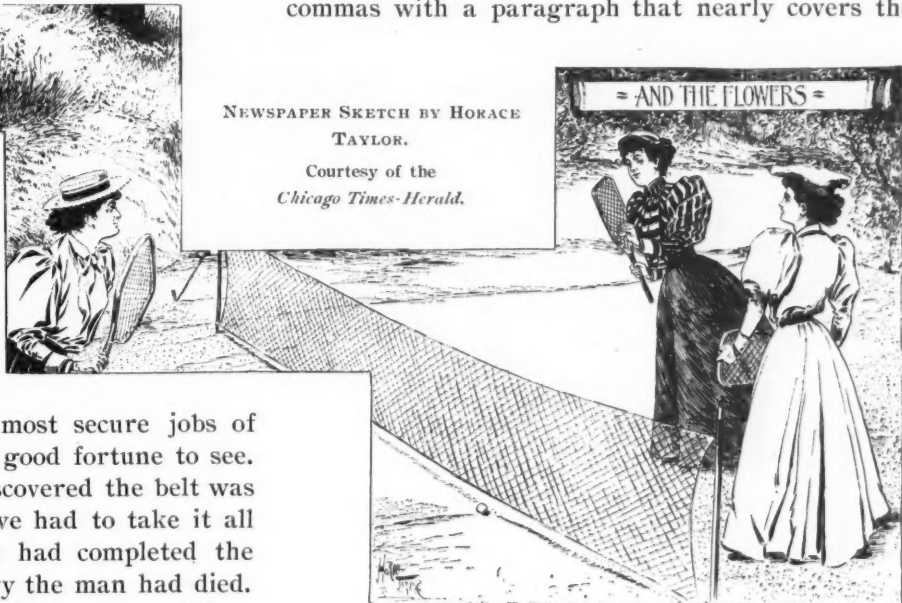 commas with a paragraph that nearly covers th
NEWSPAPER SKETCH BY HORACE
TAYLOR.
Courtesy of the
Chicago Times-Herald.
= AND THE FLOWERS =
most secure jobs of
good fortune to see.
scovered the belt was
ve had to take it all
had completed the
y the man had died.